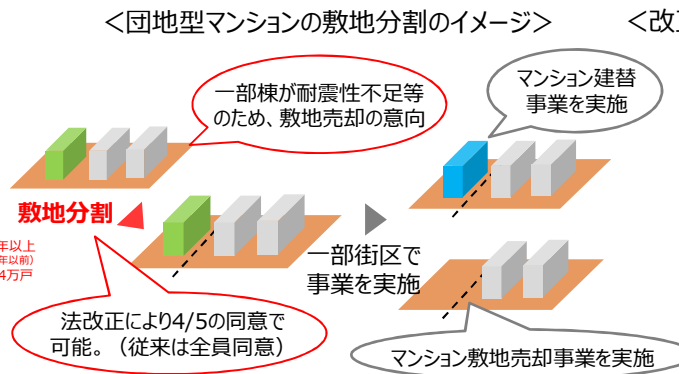 <団地型マンションの敷地分割のイメージ>
<改正
一部棟が耐震性不足等
のため、敷地売却の意向
マンション建替
事業を実施
敷地分割
年以上
年以前)
4万戸
一部街区で
事業を実施
法改正により4/5の同意で
可能。(従来は全員同意)
マンション敷地売却事業を実施